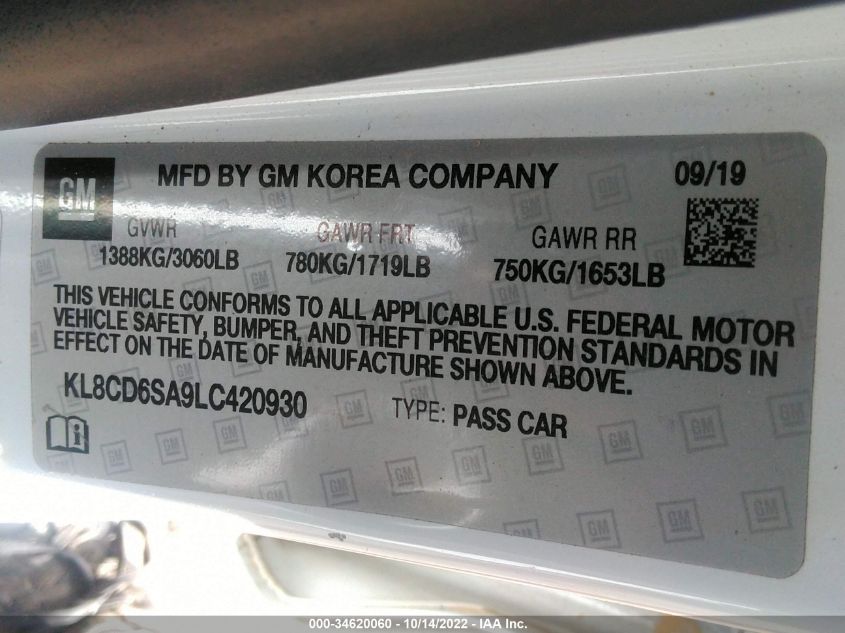 GM
MFD BY GM KOREA COMPANY 09/19
GVWR GAWR FRT GAWR RR
1388KG/3060LB 780KG/1719LB 750KG/1653LB
THIS VEHICLE CONFORMS TO ALL APPLICABLE U.S. FEDERAL MOTOR
VEHICLE SAFETY, BUMPER, AND THEFT PREVENTION STANDARDS IN
EFFECT ON THE DATE OF MANUFACTURE SHOWN ABOVE.
KL8CD6SA9LC420930 TYPE: PASS CAR
000-34620060 - 10/14/2022 - IAA Inc.